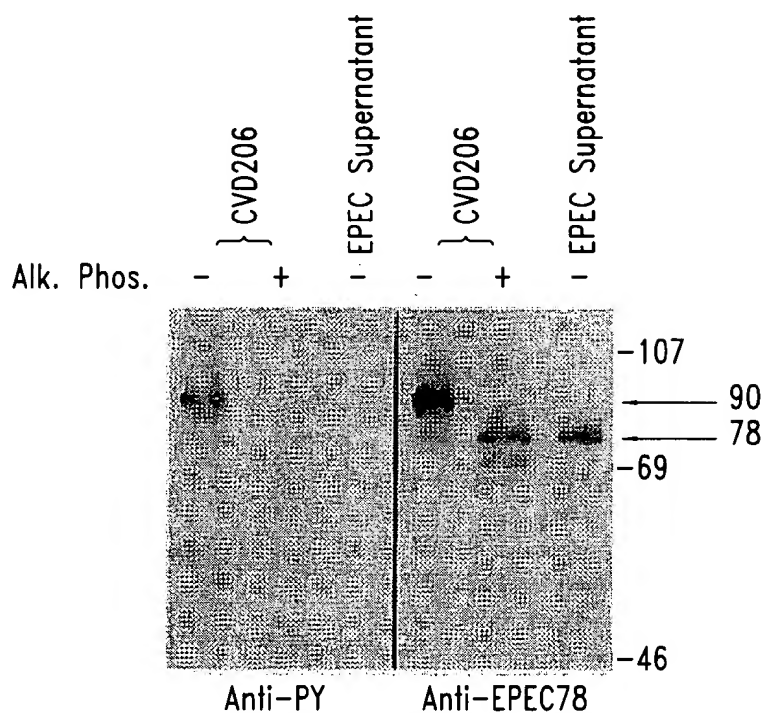 CVD206
EPEC Supernatant
CVD206
EPEC Supernatant
Alk. Phos. - + - - + -
-107
90
78
-69
-46
Anti-PY Anti-EPEC78